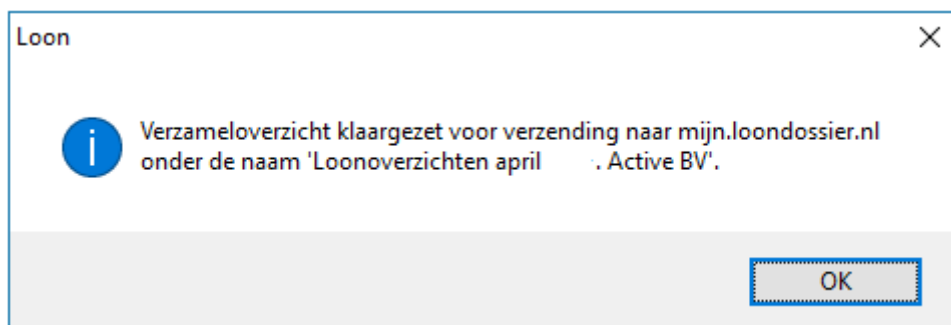 Loon
Verzameloverzicht klaargezet voor verzending naar mijn.loondossier.nl
onder de naam 'Loonoverzichten april . Active BV'.
OK